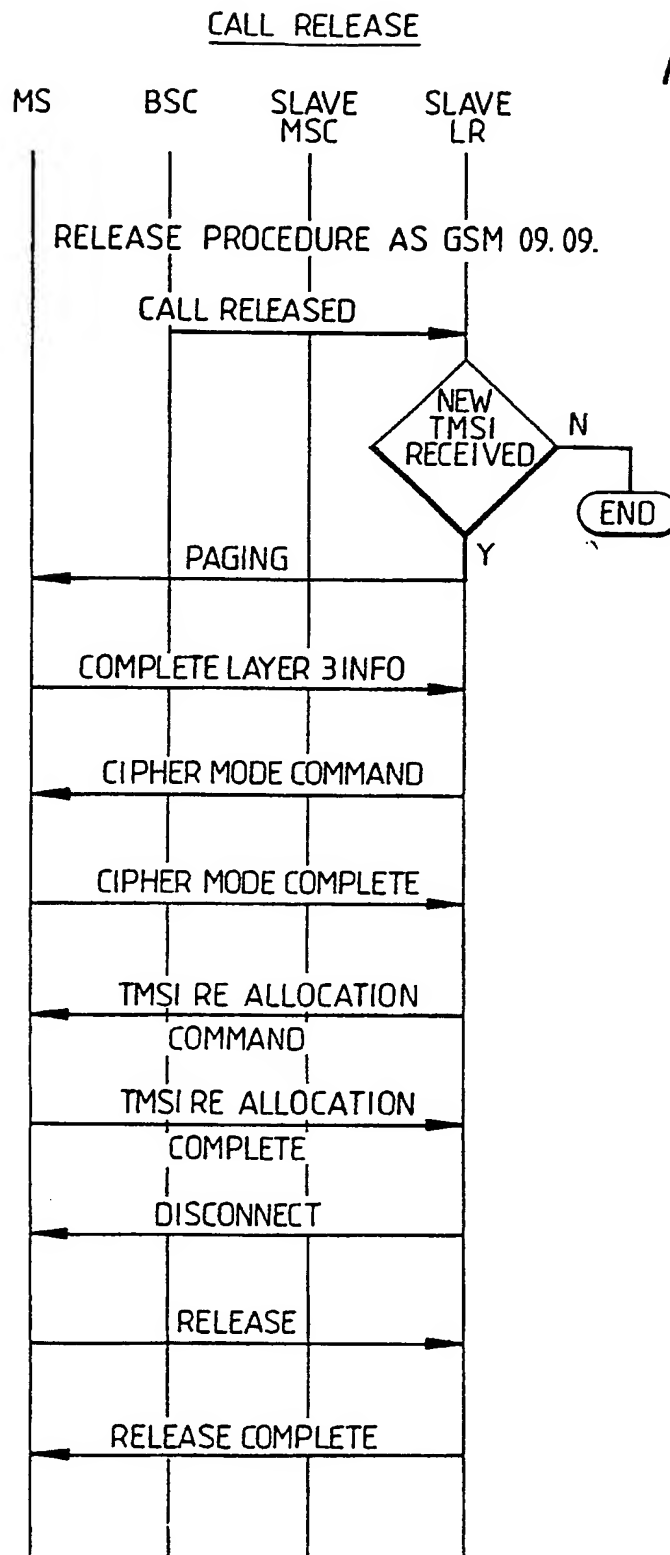 CALL RELEASE
MS BSC SLAVE MSC SLAVE LR
RELEASE PROCEDURE AS GSM 09.09.
CALL RELEASED
NEW
TMSI
RECEIVED
N
END
Y
PAGING
COMPLETE LAYER 3 INFO
CIPHER MODE COMMAND
CIPHER MODE COMPLETE
TMSI RE ALLOCATION
COMMAND
TMSI RE ALLOCATION
COMPLETE
DISCONNECT
RELEASE
RELEASE COMPLETE